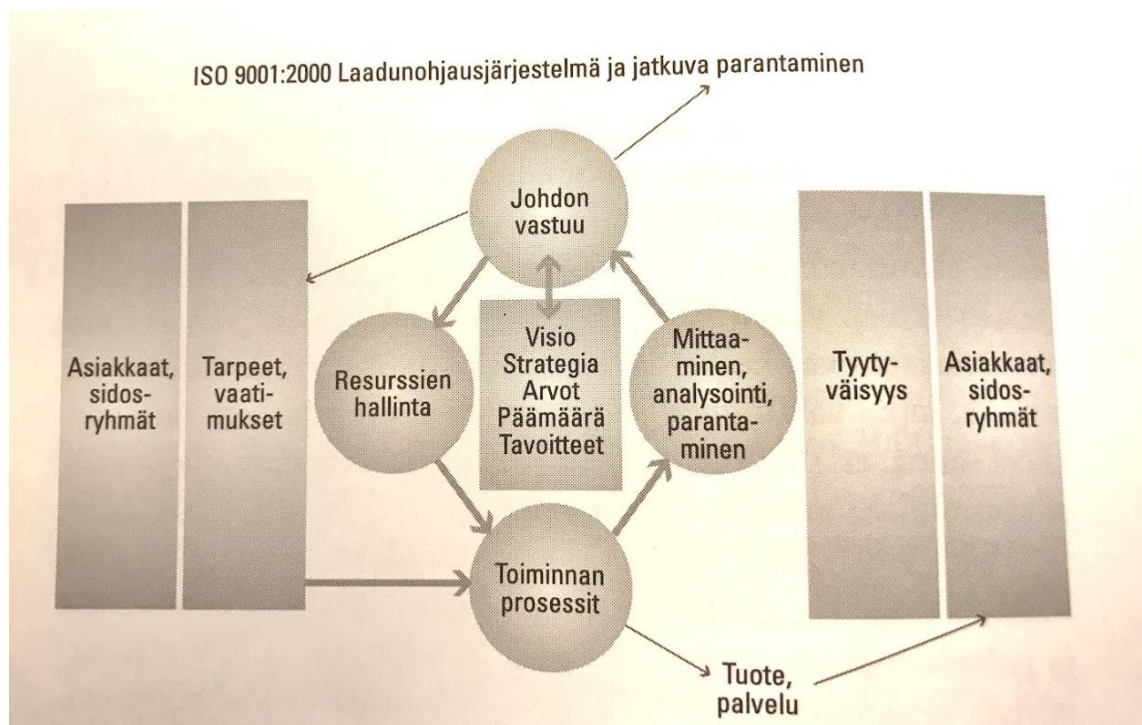 ISO 9001:2000 Laadunohjausjärjestelmä ja jatkuva parantaminen
Johdon
vastuu
Asiakkaat,
sidos-
ryhmät
Tarpeet,
vaati-
mukset
Resurssien
hallinta
Visio
Strategia
Arvot
Päämäärä
Tavoitteet
Mittaa-
minen,
analysointi,
paranta-
minen
Tyyty-
väisyys
Asiakkaat,
sidos-
ryhmät
Toiminnan
prosessit
Tuote,
palvelu